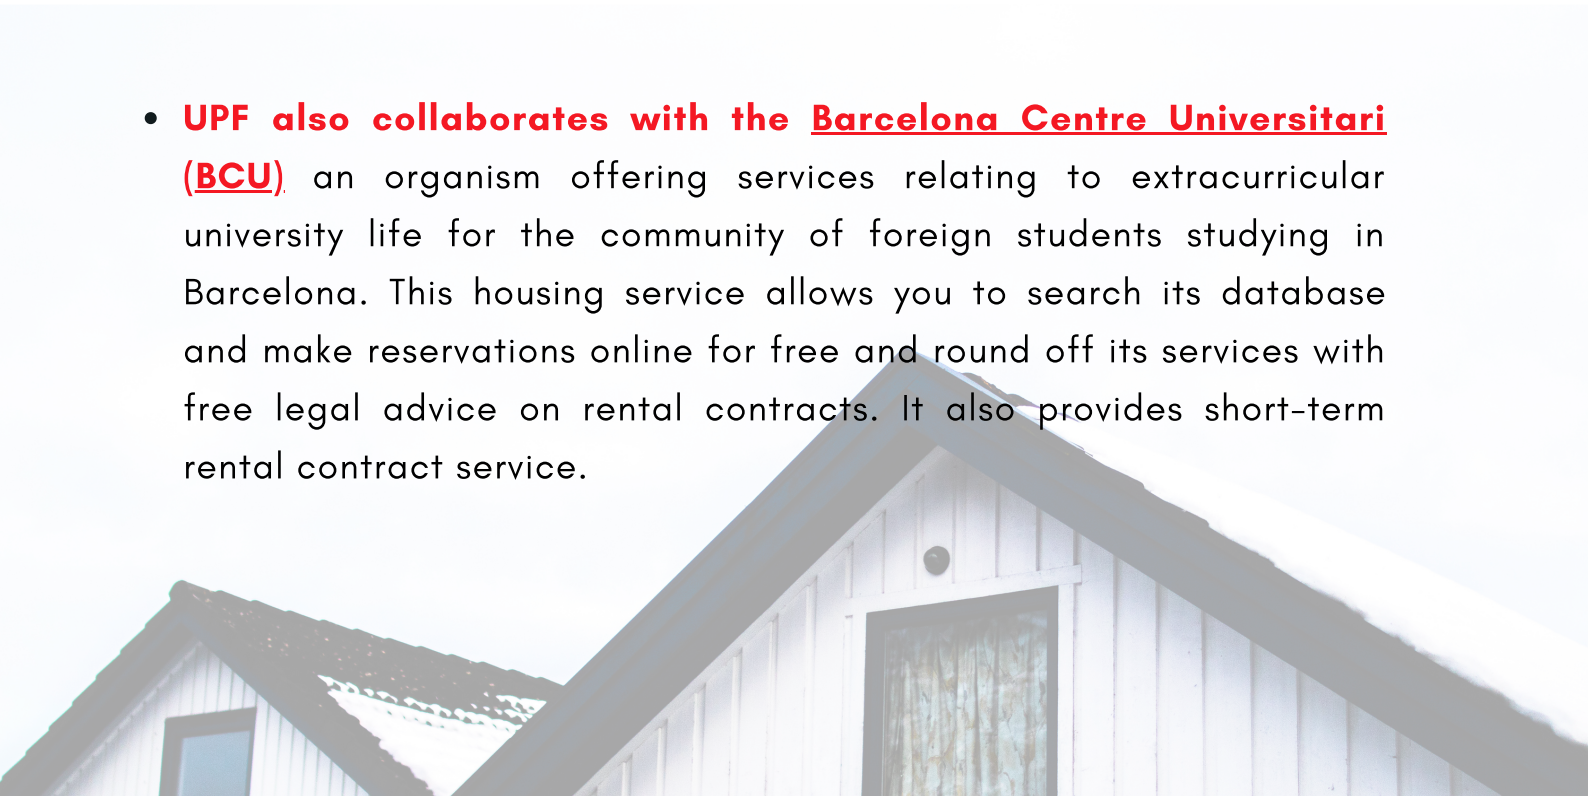 • UPF also collaborates with the Barcelona Centre Universitari
(BCU) an organism offering services relating to extracurricular
university life for the community of foreign students studying in
Barcelona. This housing service allows you to search its database
and make reservations online for free and round off its services with
free legal advice on rental contracts. It also provides short-term
rental contract service.